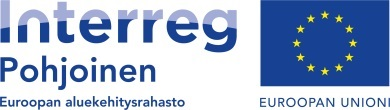 Interreg
Pohjoinen
Euroopan aluekehitysrahasto
EUROOPAN UNIONI